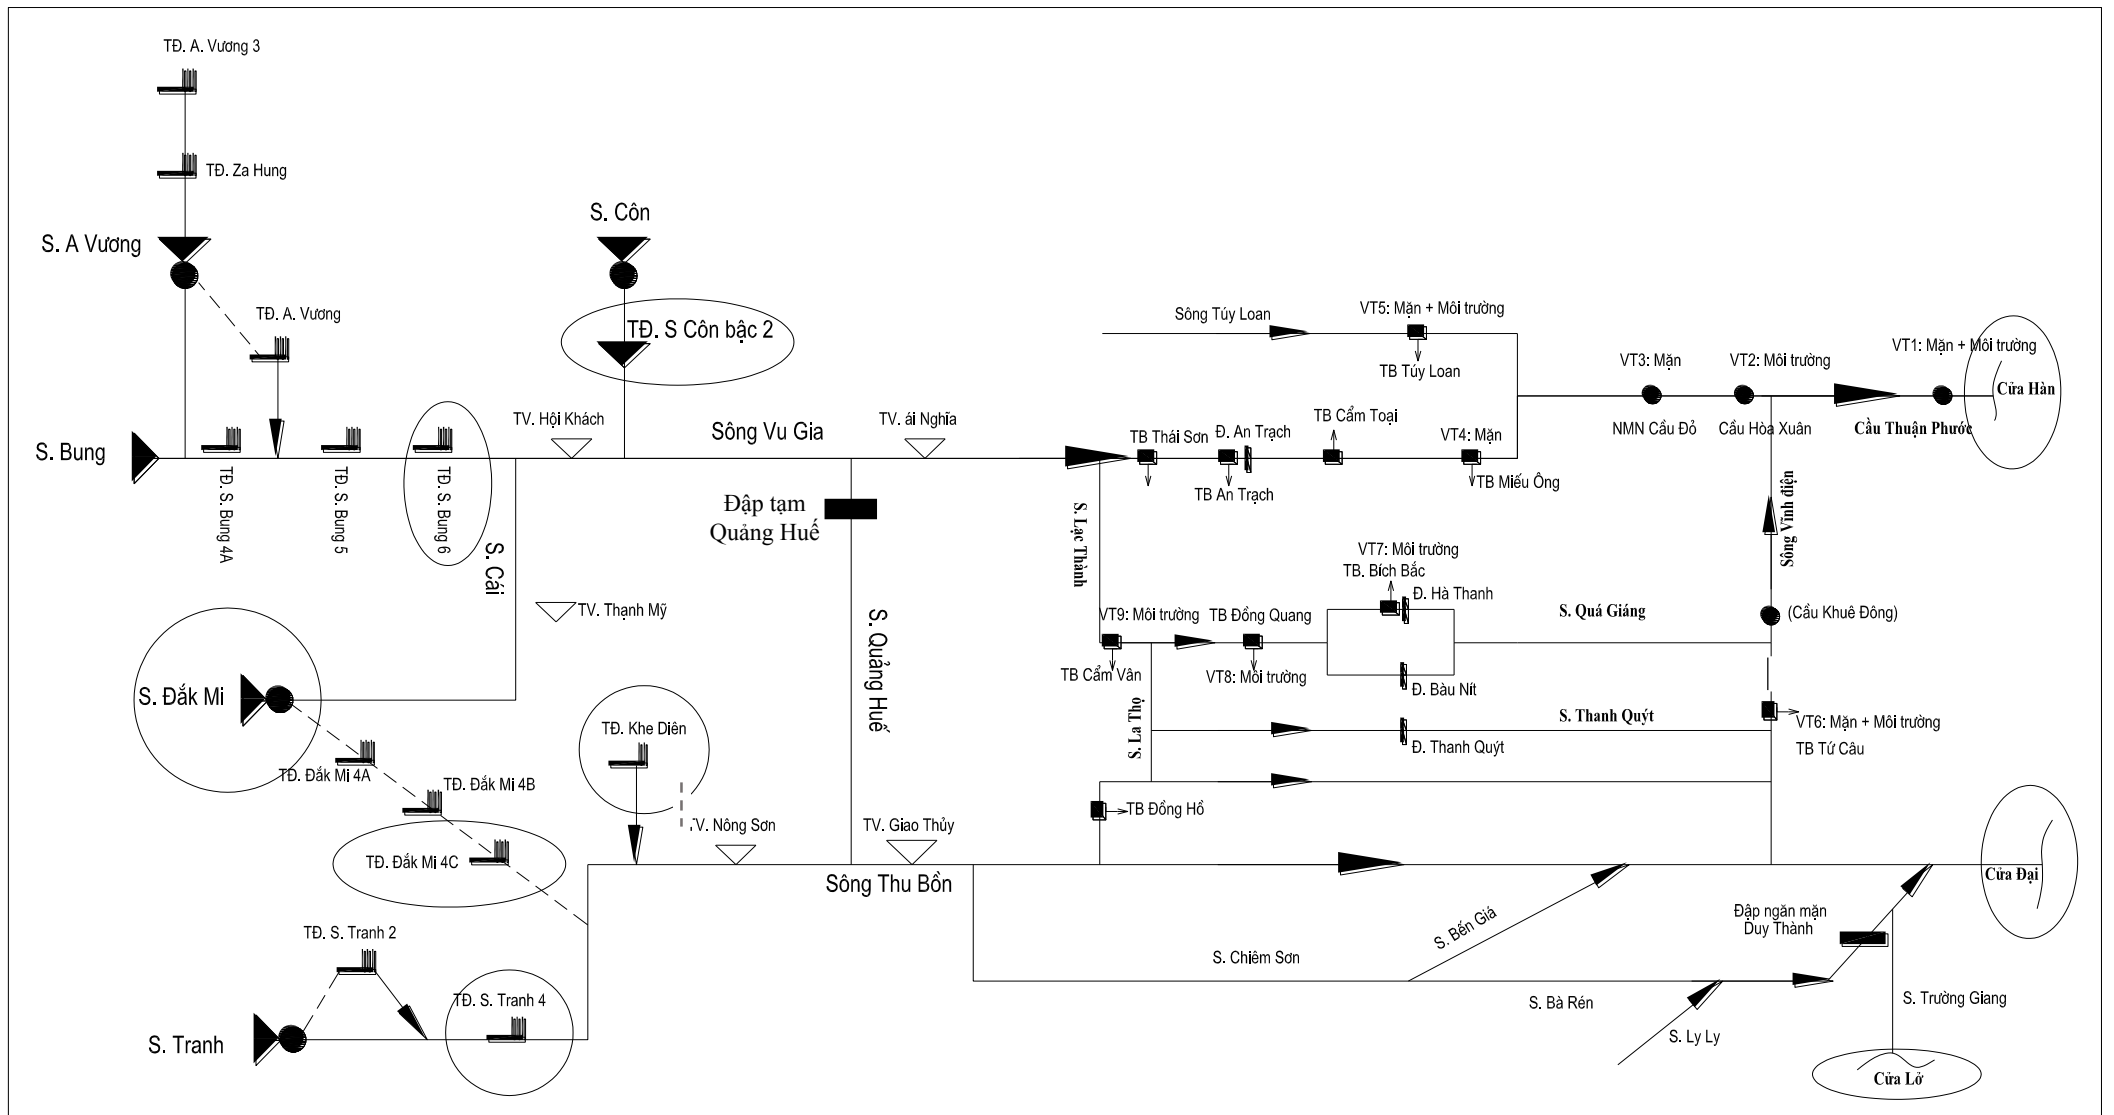 TĐ. A. Vương 3
TĐ. Za Hung
S. Côn
S. A Vương
TĐ. A. Vương
TĐ. S Côn bậc 2
Sông Túy Loan
VT5: Mặn + Môi trường
TB Túy Loan
VT3: Mặn
VT2: Môi trường
VT1: Mặn + Môi trường
Cửa Hàn
NMN Cầu Đỏ
Cầu Hòa Xuân
Cầu Thuận Phước
S. Bung
TĐ. S. Bung 4A
TĐ. S. Bung 5
TĐ. S. Bung 6
TV. Hội Khách
Sông Vu Gia
TV. ái Nghĩa
TB Thái Sơn
Đ. An Trạch
TB An Trạch
TB Cẩm Toại
VT4: Mặn
TB Miếu Ông
Đập tạm
Quảng Huế
S. Cái
TV. Thạnh Mỹ
S. Quảng Huế
S. Lạc Thành
Sông Vĩnh điện
VT7: Môi trường
TB. Bích Bắc
Đ. Hà Thanh
VT9: Môi trường
TB Đồng Quang
S. Quá Giáng
(Cầu Khuê Đông)
TB Cẩm Vân
VT8: Môi trường
Đ. Bàu Nít
S. La Thọ
S. Thanh Quýt
Đ. Thanh Quýt
VT6: Mặn + Môi trường
TB Tứ Câu
S. Đắk Mi
TĐ. Đắk Mi 4A
TĐ. Đắk Mi 4B
TĐ. Đắk Mi 4C
TĐ. Khe Diên
TV. Nông Sơn
TV. Giao Thủy
TB Đồng Hồ
Sông Thu Bồn
Cửa Đại
TĐ. S. Tranh 2
TĐ. S. Tranh 4
S. Tranh
S. Chiêm Sơn
S. Bến Giá
Đập ngăn mặn
Duy Thành
S. Bà Rén
S. Ly Ly
S. Trường Giang
Cửa Lở